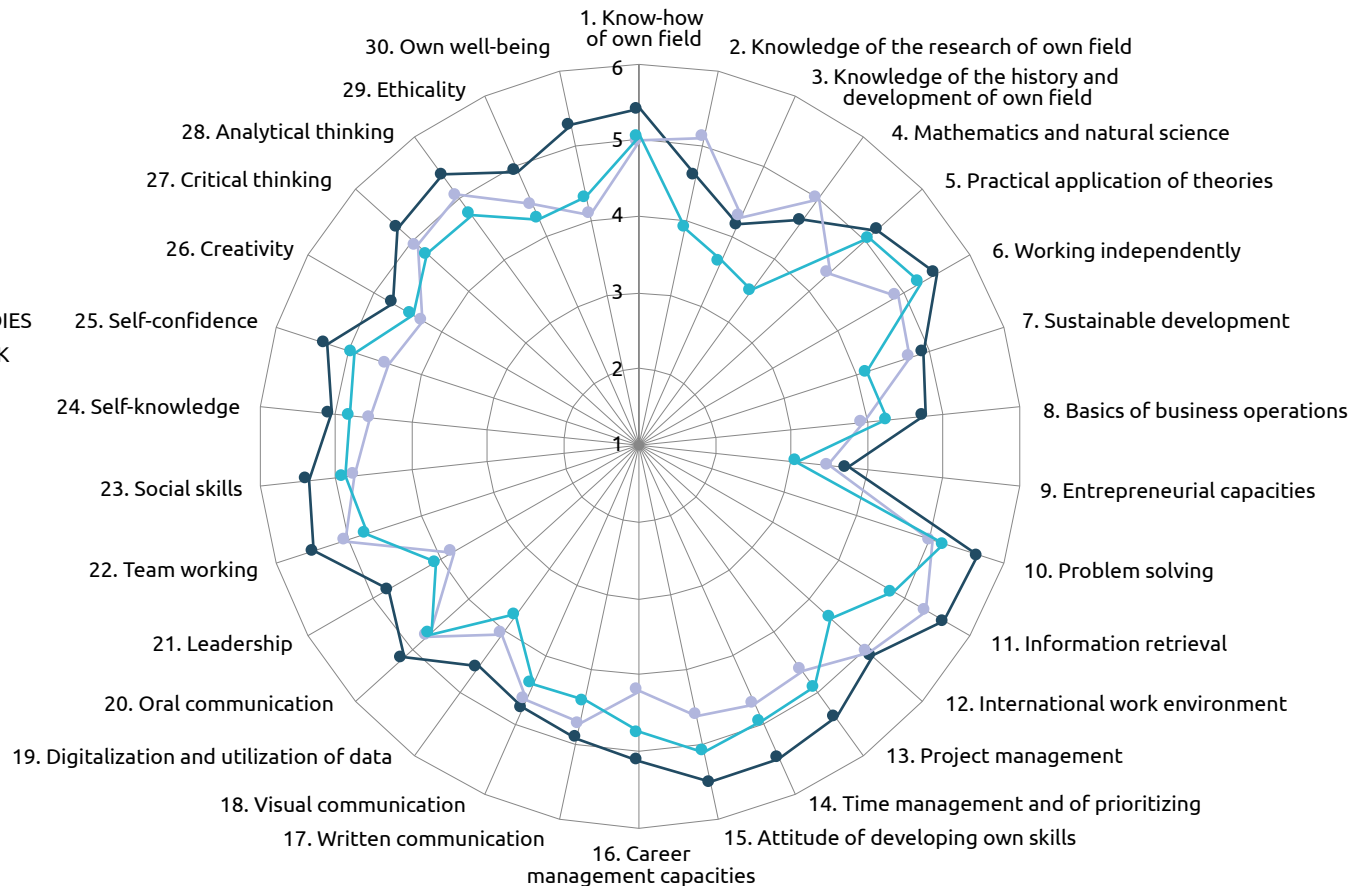 1. Know-how
of own field
2. Knowledge of the research of own field
3. Knowledge of the history and
development of own field
4. Mathematics and natural science
5. Practical application of theories
6. Working independently
7. Sustainable development
8. Basics of business operations
9. Entrepreneurial capacities
10. Problem solving
11. Information retrieval
12. International work environment
13. Project management
14. Time management and of prioritizing
15. Attitude of developing own skills
16. Career
management capacities
17. Written communication
18. Visual communication
19. Digitalization and utilization of data
20. Oral communication
21. Leadership
22. Team working
23. Social skills
24. Self-knowledge
25. Self-confidence
26. Creativity
27. Critical thinking
28. Analytical thinking
29. Ethicality
30. Own well-being
6
5
4
3
2
1